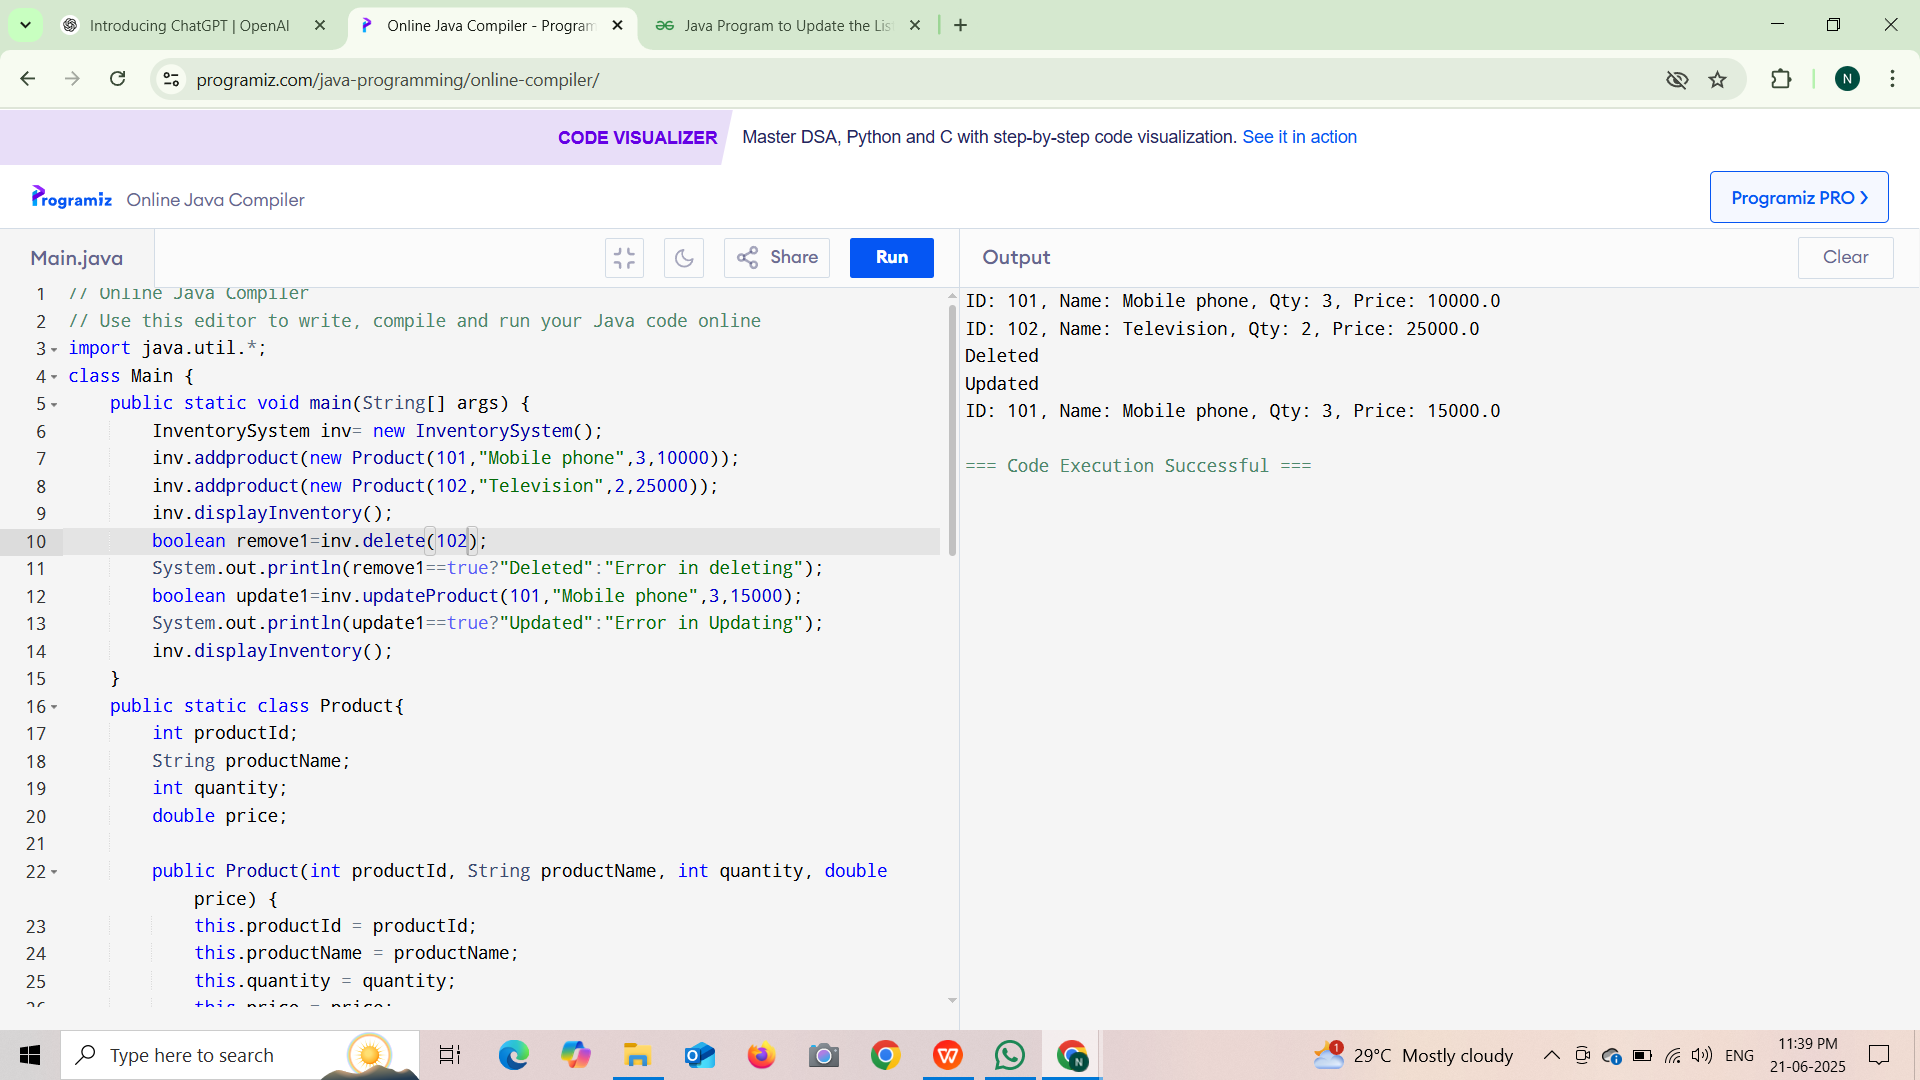 Introducing ChatGPT | OpenAI
Online Java Compiler - Program
Java Program to Update the Lis
programiz.com/java-programming/online-compiler/
N
CODE VISUALIZER
Master DSA, Python and C with step-by-step code visualization. See it in action
Programiz
Online Java Compiler
Programiz PRO
Main.java
Share
Run
Output
Clear
1 // Online Java Compiler
2 // Use this editor to write, compile and run your Java code online
3 import java.util.*;
4 class Main {
5 public static void main(String[] args) {
6 InventorySystem inv= new InventorySystem();
7 inv.addproduct(new Product(101,"Mobile phone",3,10000));
8 inv.addproduct(new Product(102,"Television",2,25000));
9 inv.displayInventory();
10 boolean remove1=inv.delete(102);
11 System.out.println(remove1==true?"Deleted":"Error in deleting");
12 boolean update1=inv.updateProduct(101,"Mobile phone",3,15000);
13 System.out.println(update1==true?"Updated":"Error in Updating");
14 inv.displayInventory();
15 }
16 public static class Product{
17 int productId;
18 String productName;
19 int quantity;
20 double price;
21
22 public Product(int productId, String productName, int quantity, double
price) {
23 this.productId = productId;
24 this.productName = productName;
25 this.quantity = quantity;
26 this.price = price;
ID: 101, Name: Mobile phone, Qty: 3, Price: 10000.0
ID: 102, Name: Television, Qty: 2, Price: 25000.0
Deleted
Updated
ID: 101, Name: Mobile phone, Qty: 3, Price: 15000.0
=== Code Execution Successful ===
Type here to search
1
29°C Mostly cloudy
ENG
11:39 PM
21-06-2025